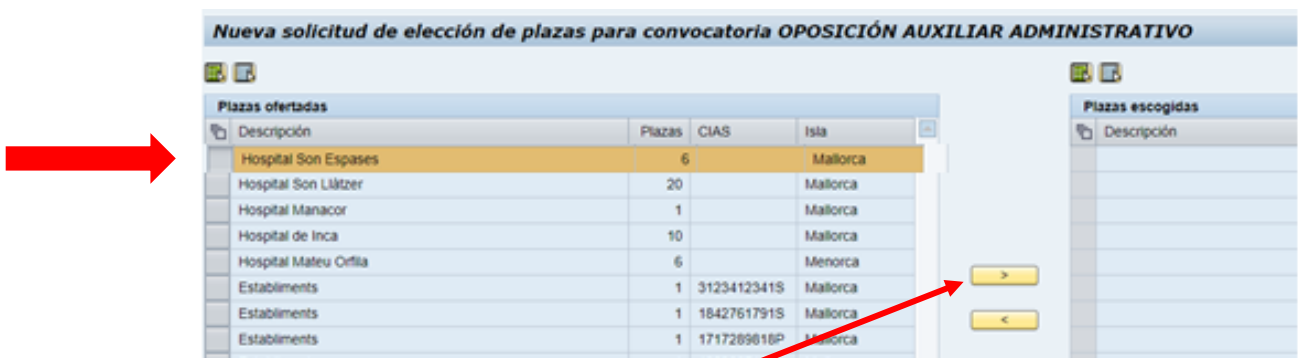 Nueva solicitud de elección de plazas para convocatoria OPOSICIÓN AUXILIAR ADMINISTRATIVO
Plazas ofertadas
Descripción Plazas CIAS Isla
Hospital Son Espases 6 Mallorca
Hospital Son Llàtzer 20 Mallorca
Hospital Manacor 1 Mallorca
Hospital de Inca 10 Mallorca
Hospital Mateu Orfila 6 Menorca
Establiments 1 3123412341S Mallorca
Establiments 1 1842761791S Mallorca
Establiments 1 1717289818P Mallorca
>
<
Plazas escogidas
Descripción